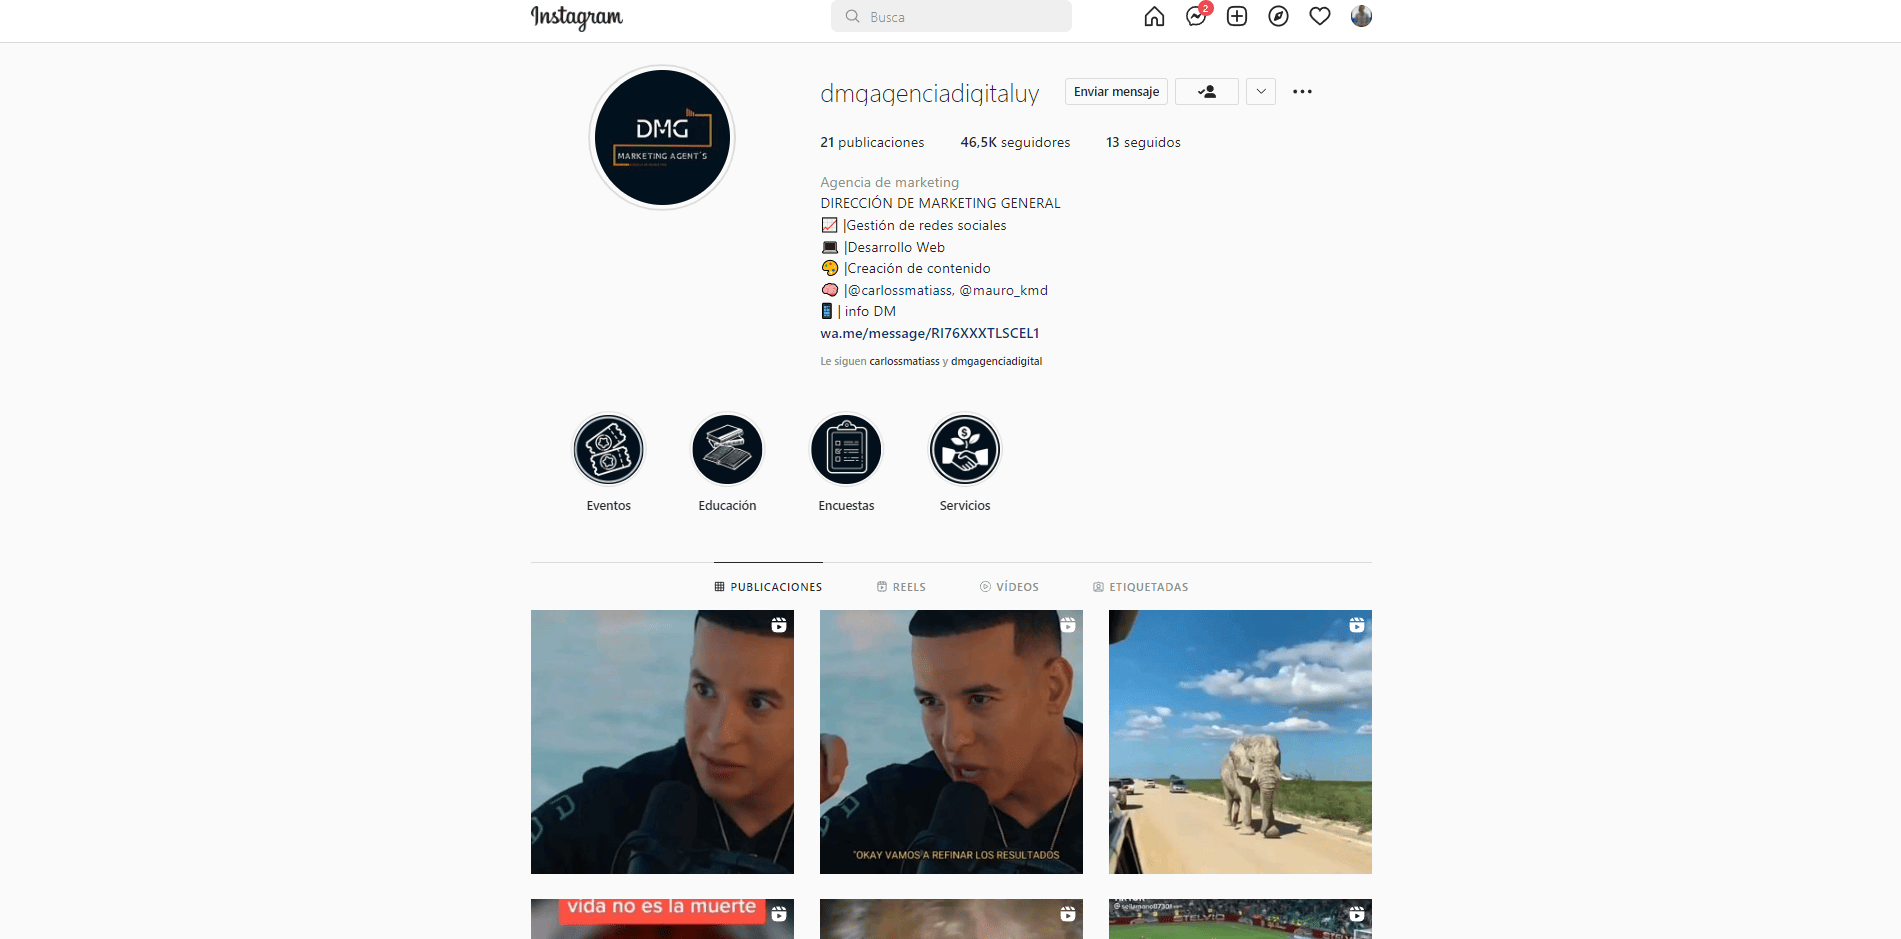 Instagram
Busca
2
DMG
MARKETING AGENT´S
dmgagenciadigitaluy
Enviar mensaje
21 publicaciones
46,5K seguidores
13 seguidos
Agencia de marketing
DIRECCIÓN DE MARKETING GENERAL
📈 |Gestión de redes sociales
💻 |Desarrollo Web
🎨 |Creación de contenido
🧠 |@carlossmatiass, @mauro_kmd
📱 | info DM
wa.me/message/RI76XXXTLSCEL1
Le siguen carlossmatiass y dmgagenciadigital
Eventos
Educación
Encuestas
Servicios
PUBLICACIONES
REELS
VÍDEOS
ETIQUETADAS
"OKAY VAMOS A REFINAR LOS RESULTADOS
vida no es la muerte
STELVIO